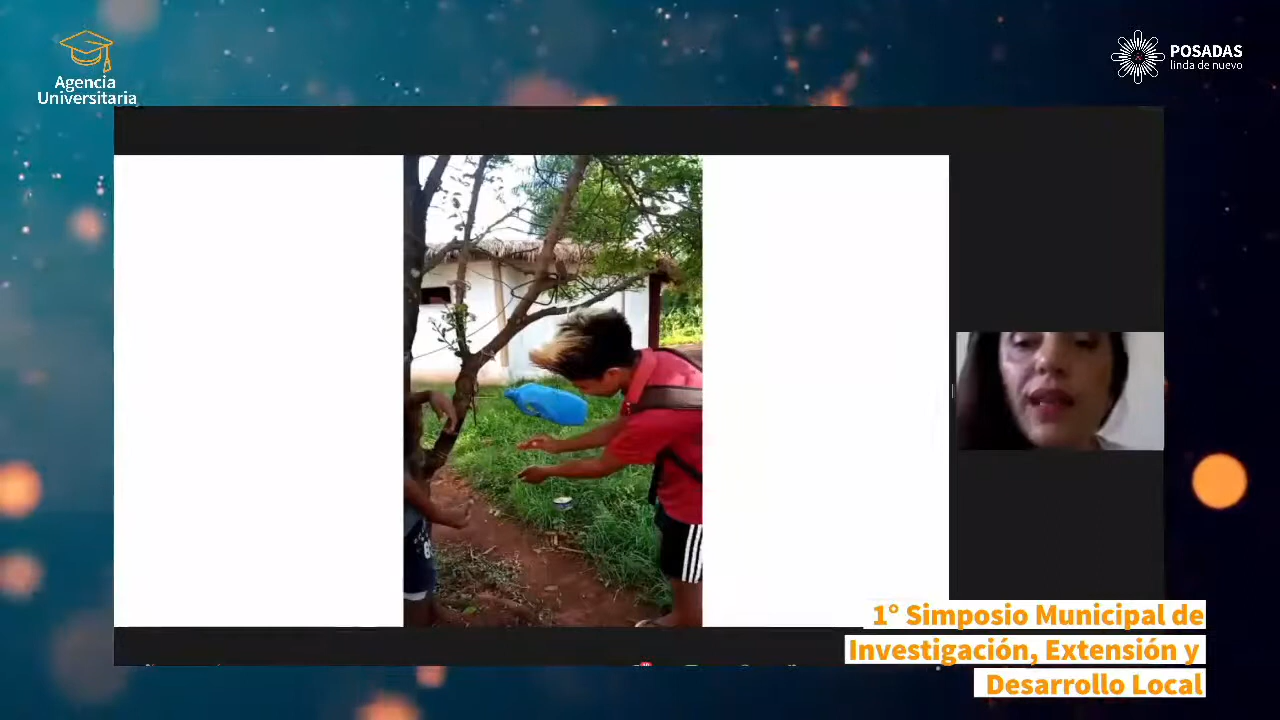 Agencia
Universitaria
POSADAS
linda de nuevo
1° Simposio Municipal de
Investigación, Extensión y
Desarrollo Local